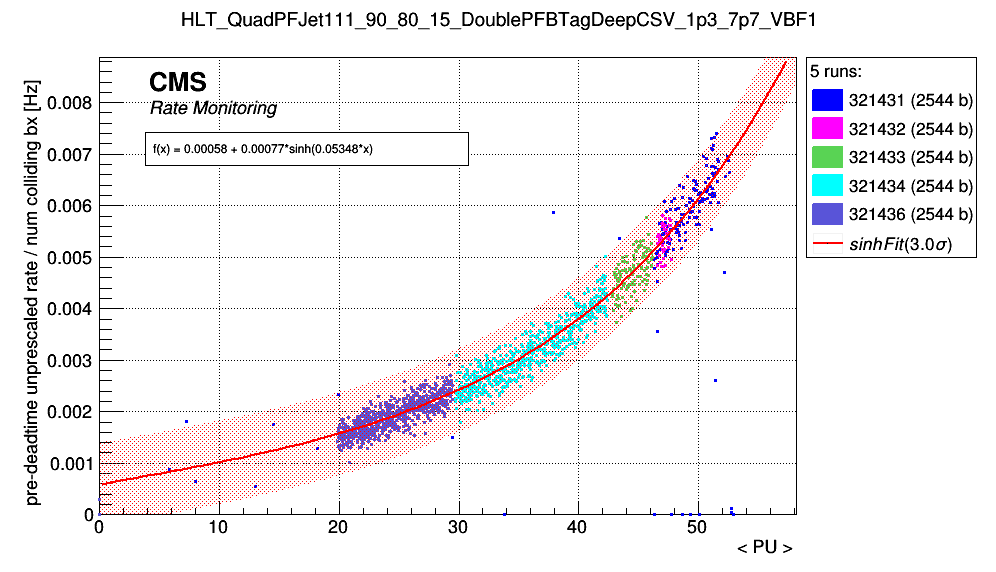 HLT_QuadPFJet111_90_80_15_DoublePFBTagDeepCSV_1p3_7p7_VBF1
CMS
Rate Monitoring
f(x) = 0.00058 + 0.00077*sinh(0.05348*x)
pre-deadtime unprescaled rate / num colliding bx [Hz]
0.008
0.007
0.006
0.005
0.004
0.003
0.002
0.001
0
0 10 20 30 40 50
< PU >
5 runs:
321431 (2544 b)
321432 (2544 b)
321433 (2544 b)
321434 (2544 b)
321436 (2544 b)
sinhFit(3.0σ)